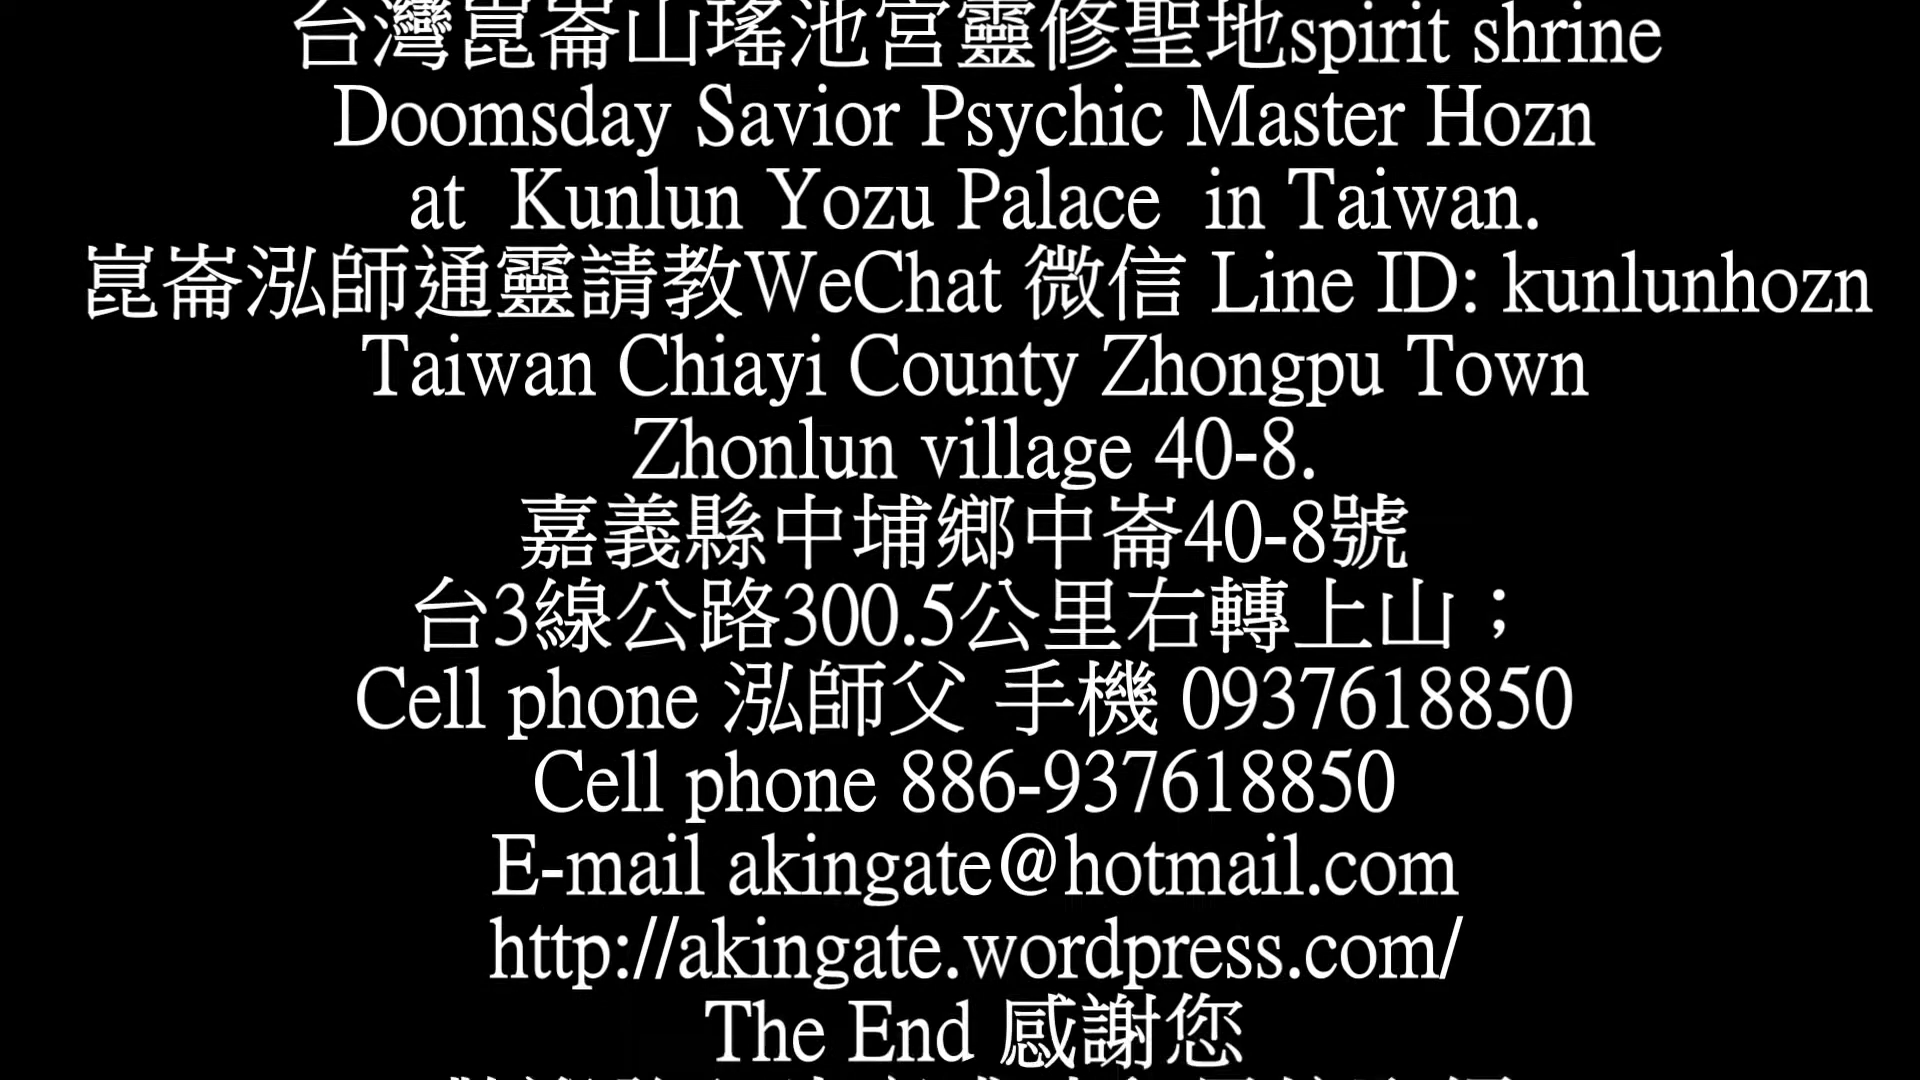 台灣崑崙山瑤池宮靈修聖地spirit shrine
Doomsday Savior Psychic Master Hozn
at Kunlun Yozu Palace in Taiwan.
崑崙泓師通靈請教WeChat 微信 Line ID: kunlunhozn
Taiwan Chiayi County Zhongpu Town
Zhonlun village 40-8.
嘉義縣中埔鄉中崙40-8號
台3線公路300.5公里右轉上山；
Cell phone 泓師父 手機 0937618850
Cell phone 886-937618850
E-mail akingate@hotmail.com
http://akingate.wordpress.com/
The End 感謝您